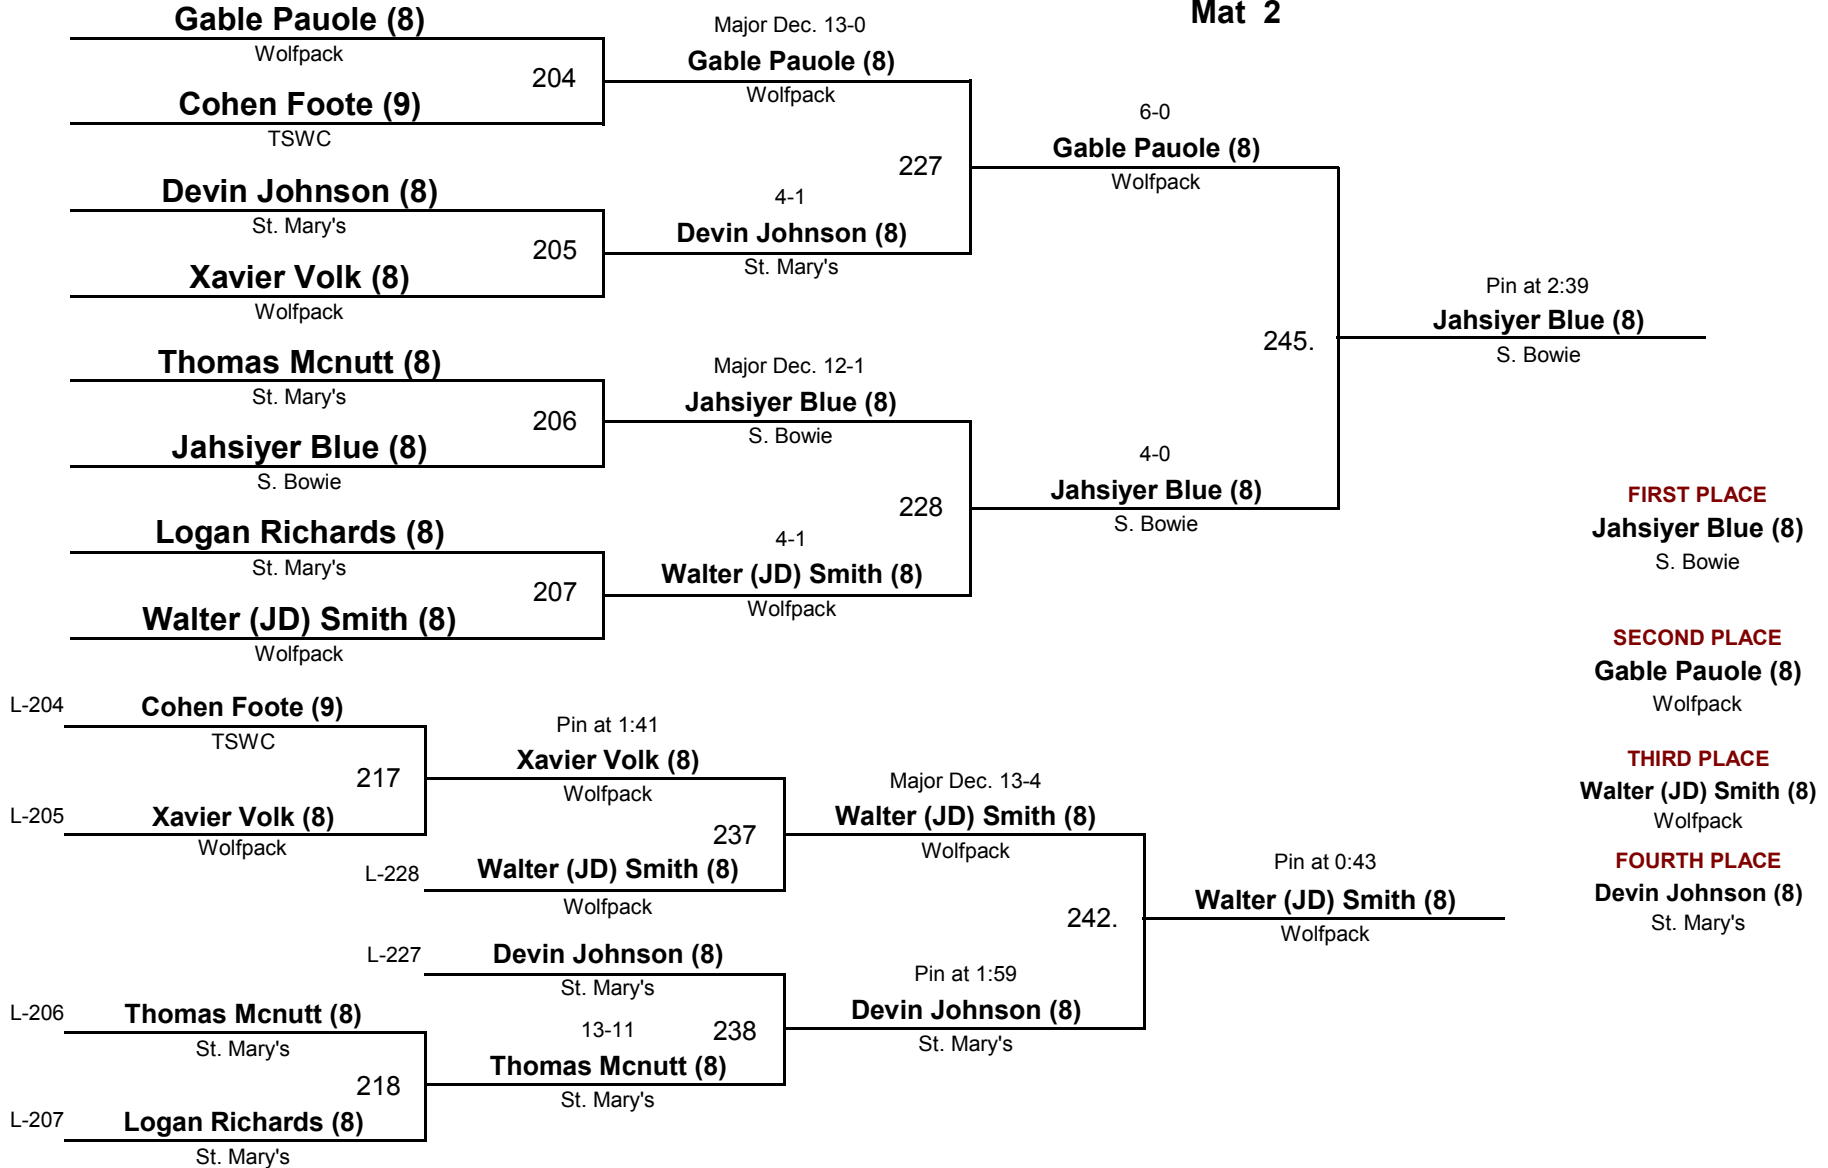 Mat 2
Gable Pauole (8)
Wolfpack
204
Cohen Foote (9)
TSWC
Devin Johnson (8)
St. Mary's
205
Xavier Volk (8)
Wolfpack
Thomas Mcnutt (8)
St. Mary's
206
Jahsiyer Blue (8)
S. Bowie
Logan Richards (8)
St. Mary's
207
Walter (JD) Smith (8)
Wolfpack
Major Dec. 13-0
Gable Pauole (8)
Wolfpack
227
4-1
Devin Johnson (8)
St. Mary's
Major Dec. 12-1
Jahsiyer Blue (8)
S. Bowie
228
4-1
Walter (JD) Smith (8)
Wolfpack
6-0
Gable Pauole (8)
Wolfpack
245.
4-0
Jahsiyer Blue (8)
S. Bowie
Pin at 2:39
Jahsiyer Blue (8)
S. Bowie
L-204
Cohen Foote (9)
TSWC
217
L-205
Xavier Volk (8)
Wolfpack
Pin at 1:41
Xavier Volk (8)
Wolfpack
237
L-228
Walter (JD) Smith (8)
Wolfpack
L-227
Devin Johnson (8)
St. Mary's
L-206
Thomas Mcnutt (8)
St. Mary's
218
L-207
Logan Richards (8)
St. Mary's
13-11
238
Thomas Mcnutt (8)
St. Mary's
Major Dec. 13-4
Walter (JD) Smith (8)
Wolfpack
242.
Pin at 1:59
Devin Johnson (8)
St. Mary's
Pin at 0:43
Walter (JD) Smith (8)
Wolfpack
FIRST PLACE
Jahsiyer Blue (8)
S. Bowie
SECOND PLACE
Gable Pauole (8)
Wolfpack
THIRD PLACE
Walter (JD) Smith (8)
Wolfpack
FOURTH PLACE
Devin Johnson (8)
St. Mary's